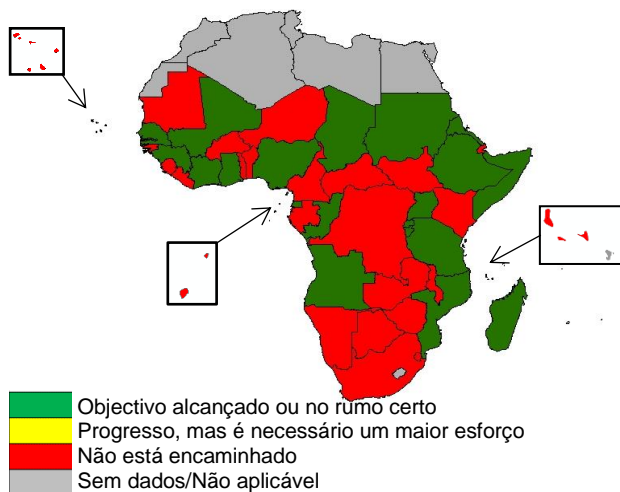 Objectivo alcançado ou no rumo certo
Progresso, mas é necessário um maior esforço
Não está encaminhado
Sem dados/Não aplicável